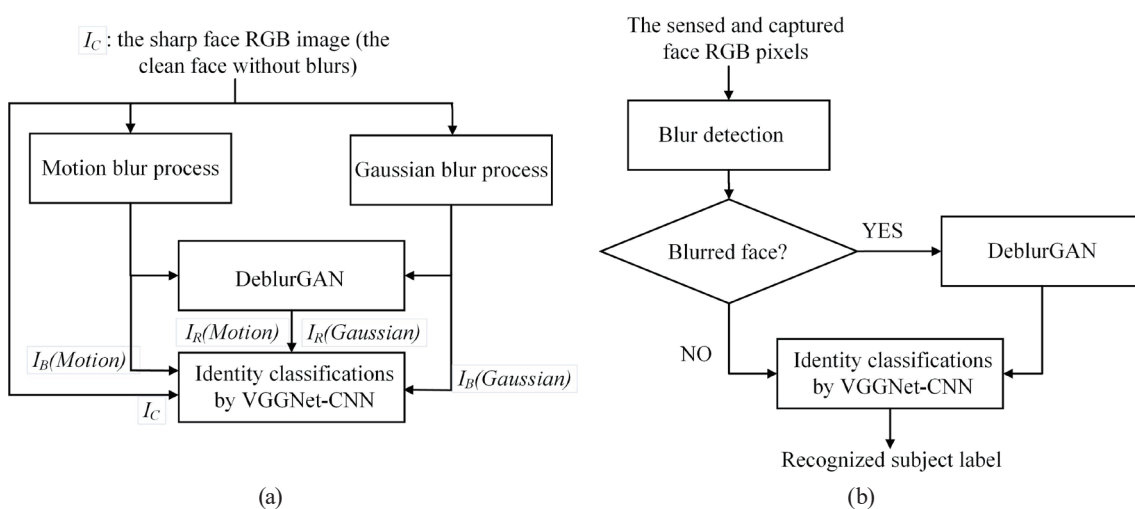 I_C: the sharp face RGB image (the
clean face without blurs)
Motion blur process
Gaussian blur process
DeblurGAN
I_R(Motion)
I_R(Gaussian)
I_B(Motion)
Identity classifications
by VGGNet-CNN
I_B(Gaussian)
I_C
(a)
The sensed and captured
face RGB pixels
Blur detection
Blurred face?
YES
DeblurGAN
NO
Identity classifications
by VGGNet-CNN
Recognized subject label
(b)